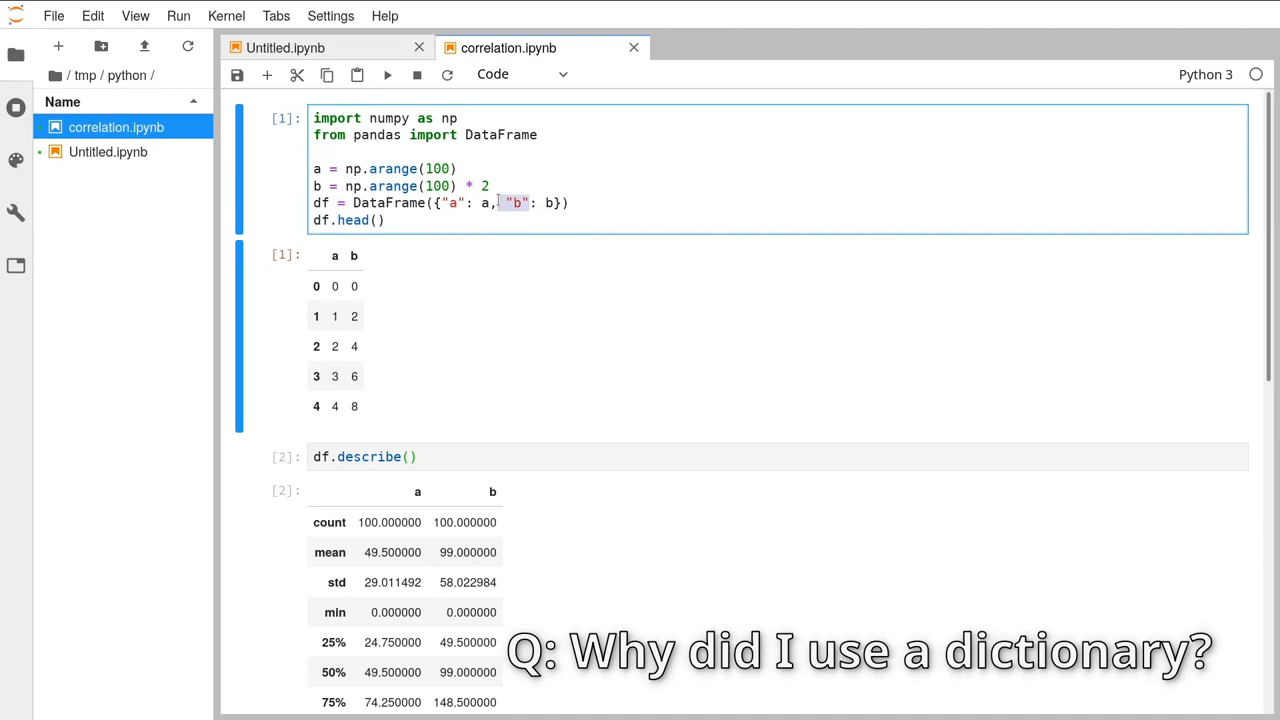 File Edit View Run Kernel Tabs Settings Help
Untitled.ipynb
correlation.ipynb
/ tmp / python /
Code
Python 3
Name
correlation.ipynb
Untitled.ipynb
[1]:
import numpy as np
from pandas import DataFrame
a = np.arange(100)
b = np.arange(100) * 2
df = DataFrame({"a": a, "b": b})
df.head()
[1]:
a b
0 0 0
1 1 2
2 2 4
3 3 6
4 4 8
[2]: df.describe()
[2]:
a b
count 100.000000 100.000000
mean 49.500000 99.000000
std 29.011492 58.022984
min 0.000000 0.000000
25% 24.750000 49.500000
50% 49.500000 99.000000
75% 74.250000 148.500000
Q: Why did I use a dictionary?